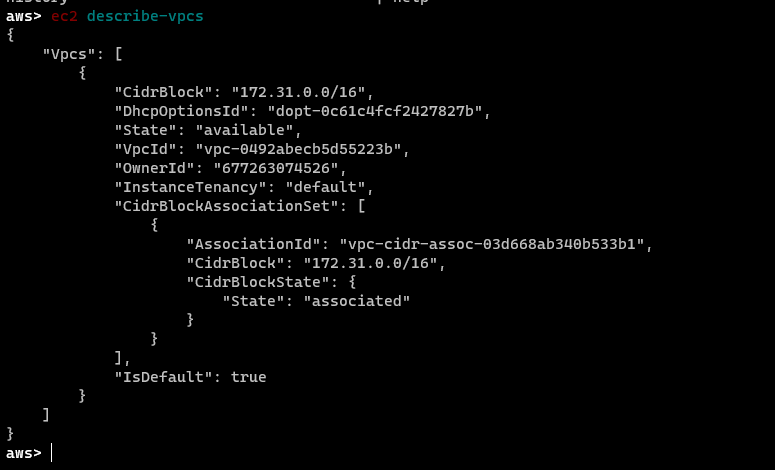 aws> ec2 describe-vpcs
{
    "Vpcs": [
        {
            "CidrBlock": "172.31.0.0/16",
            "DhcpOptionsId": "dopt-0c61c4fcf2427827b",
            "State": "available",
            "VpcId": "vpc-0492abecb5d55223b",
            "OwnerId": "677263074526",
            "InstanceTenancy": "default",
            "CidrBlockAssociationSet": [
                {
                    "AssociationId": "vpc-cidr-assoc-03d668ab340b533b1",
                    "CidrBlock": "172.31.0.0/16",
                    "CidrBlockState": {
                        "State": "associated"
                    }
                }
            ],
            "IsDefault": true
        }
    ]
}
aws>